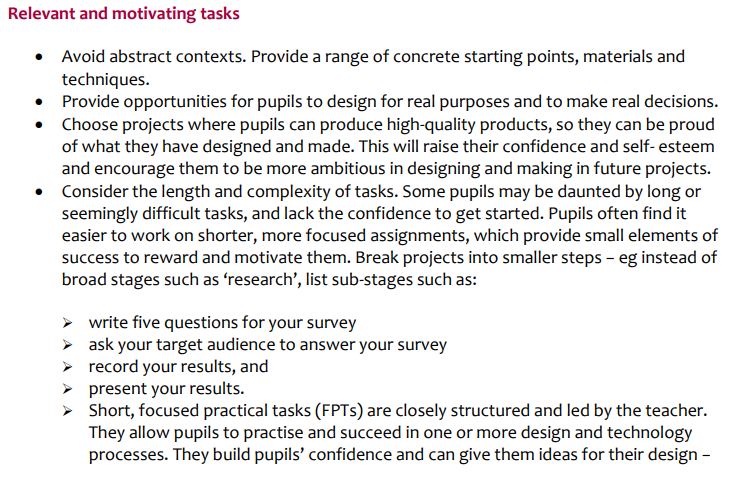 Relevant and motivating tasks
• Avoid abstract contexts. Provide a range of concrete starting points, materials and
techniques.
• Provide opportunities for pupils to design for real purposes and to make real decisions.
• Choose projects where pupils can produce high-quality products, so they can be proud
of what they have designed and made. This will raise their confidence and self- esteem
and encourage them to be more ambitious in designing and making in future projects.
• Consider the length and complexity of tasks. Some pupils may be daunted by long or
seemingly difficult tasks, and lack the confidence to get started. Pupils often find it
easier to work on shorter, more focused assignments, which provide small elements of
success to reward and motivate them. Break projects into smaller steps – eg instead of
broad stages such as ‘research’, list sub-stages such as:
➢ write five questions for your survey
➢ ask your target audience to answer your survey
➢ record your results, and
➢ present your results.
➢ Short, focused practical tasks (FPTs) are closely structured and led by the teacher.
They allow pupils to practise and succeed in one or more design and technology
processes. They build pupils’ confidence and can give them ideas for their design –